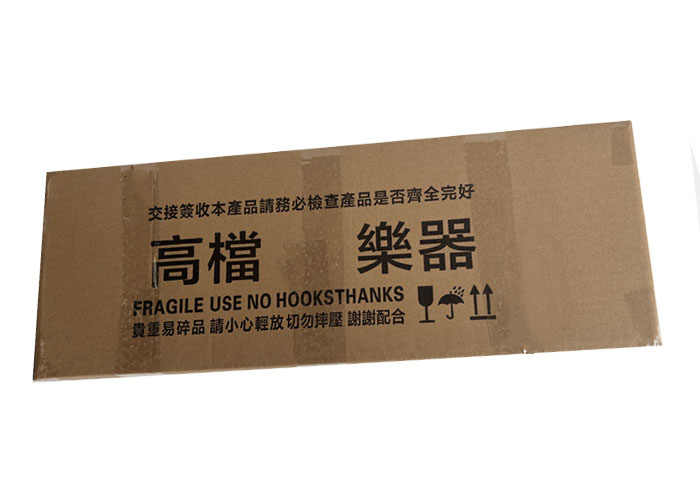 交接簽收本產品請務必檢查產品是否齊全完好
高檔 樂器
FRAGILE USE NO HOOKSTHANKS
貴重易碎品 請小心輕放 切勿摔壓 謝謝配合